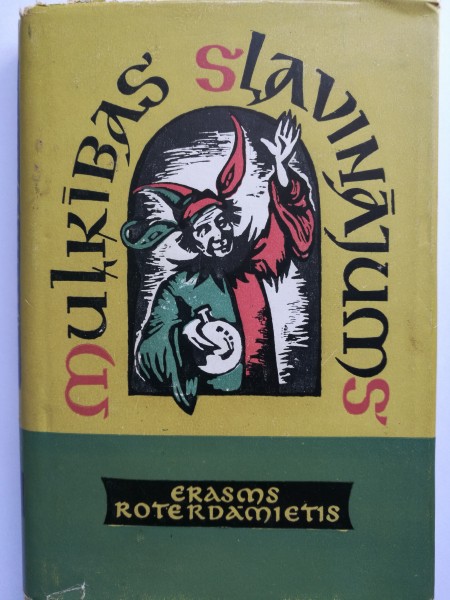 Muļķības
Slavinājums
Erasms
Roterdamietis